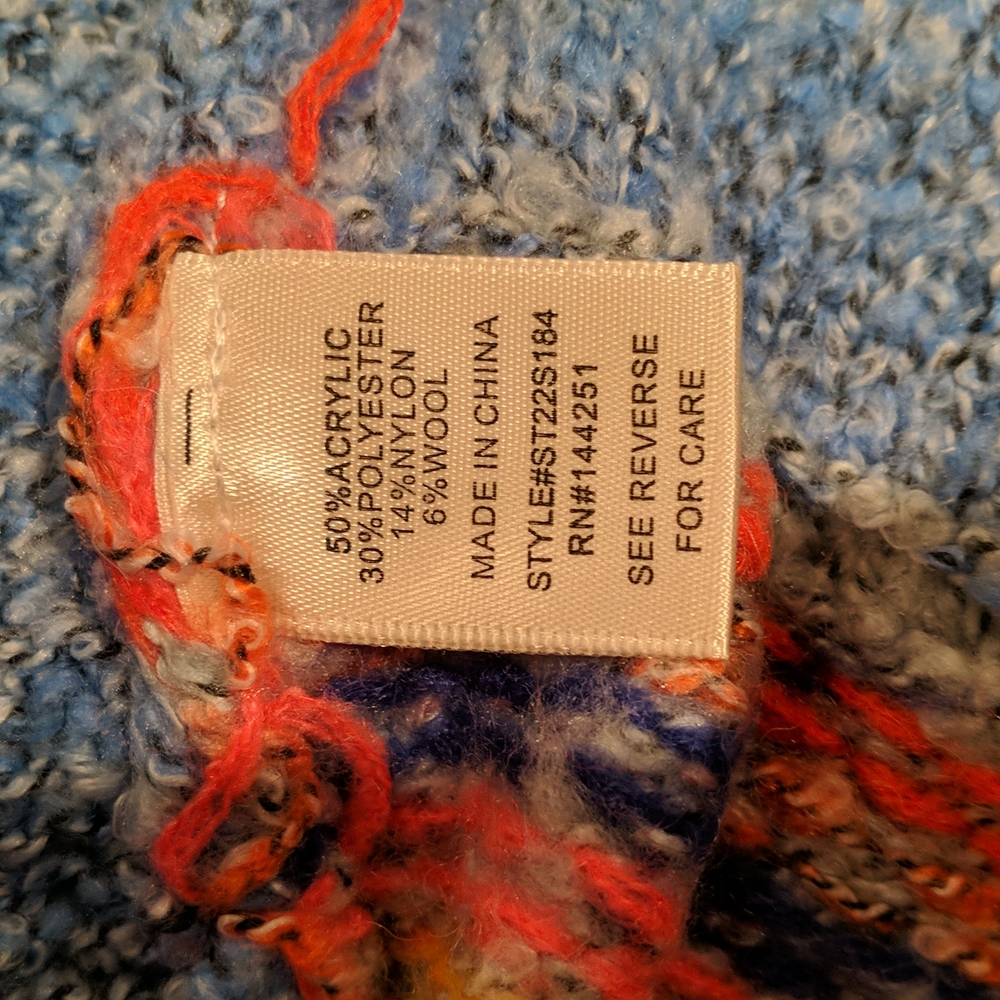 50%ACRYLIC
30%POLYESTER
14%NYLON
6%WOOL
MADE IN CHINA
STYLE#ST22S184
RN#144251
SEE REVERSE
FOR CARE